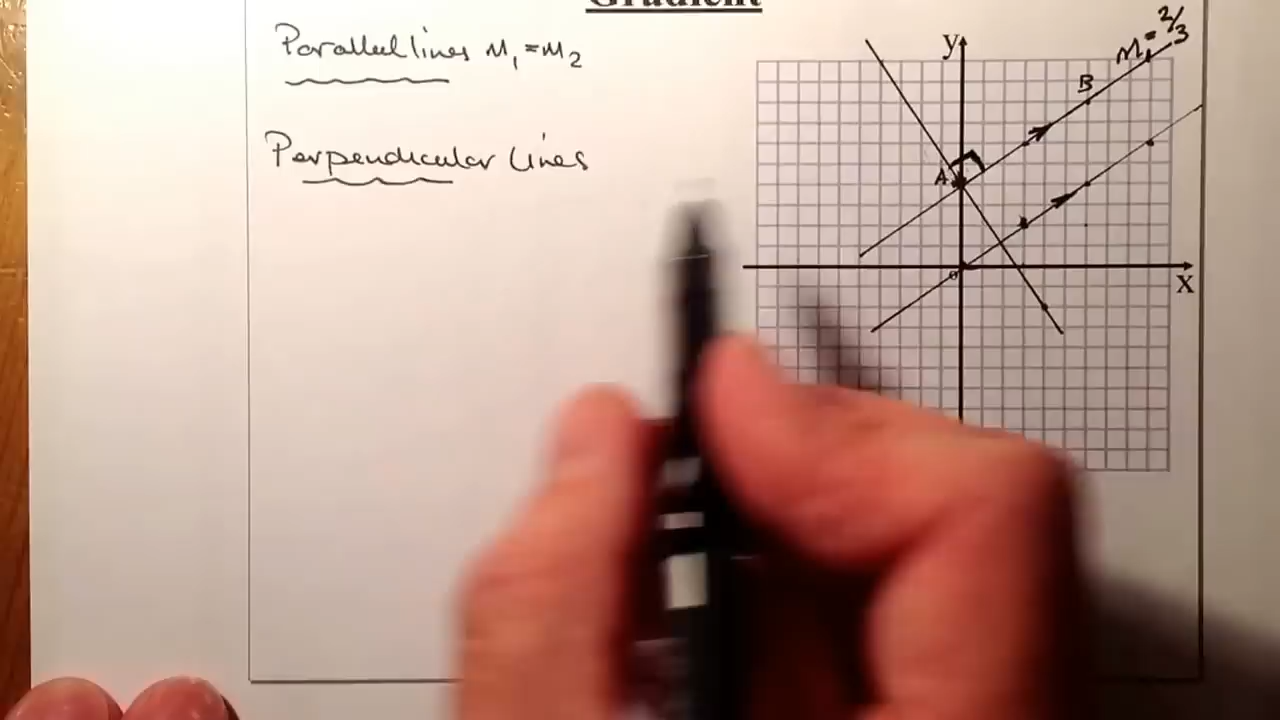 Gradient
Parallel lines M₁ = M₂
Perpendicular lines
y
M₁ = 2/3
B
A
o
x